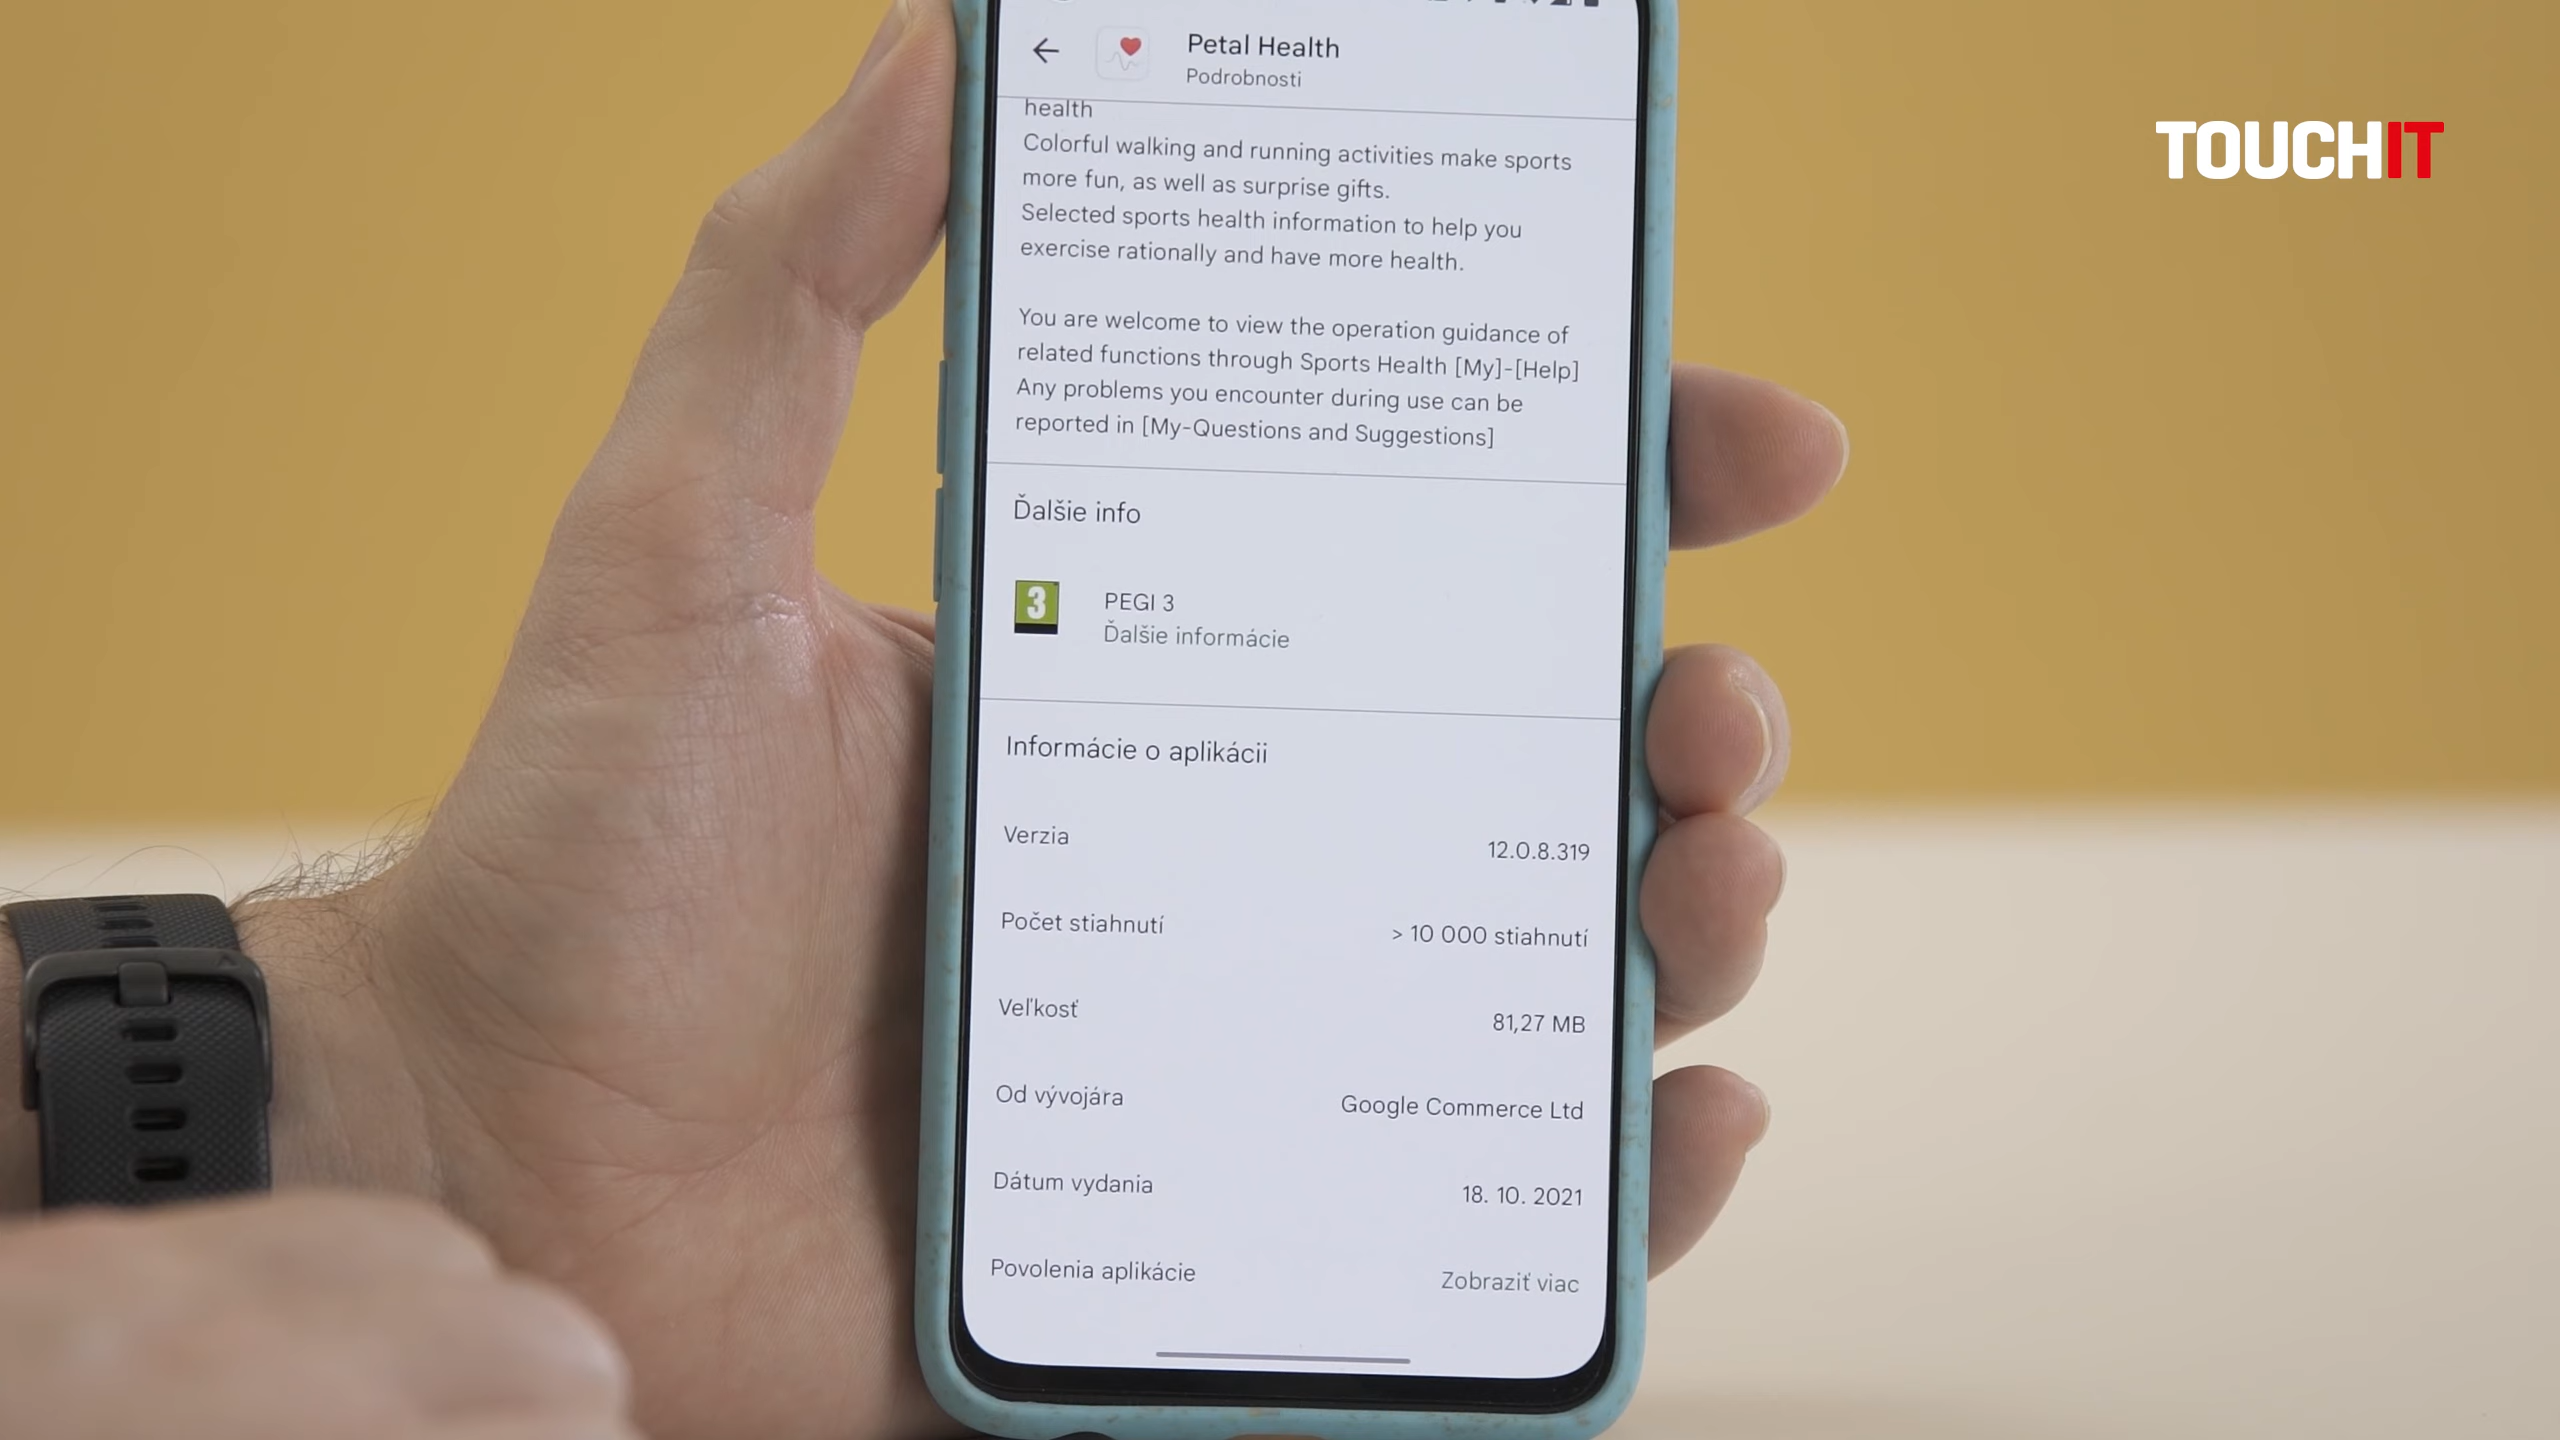 Petal Health
Podrobnosti
TOUCHIT
health
Colorful walking and running activities make sports
more fun, as well as surprise gifts.
Selected sports health information to help you
exercise rationally and have more health.
You are welcome to view the operation guidance of
related functions through Sports Health [My]-[Help]
Any problems you encounter during use can be
reported in [My-Questions and Suggestions]
Ďalšie info
3
PEGI 3
Ďalšie informácie
Informácie o aplikácii
Verzia 12.0.8.319
Počet stiahnutí > 10 000 stiahnutí
Veľkosť 81,27 MB
Od vývojára Google Commerce Ltd
Dátum vydania 18. 10. 2021
Povolenia aplikácie Zobraziť viac